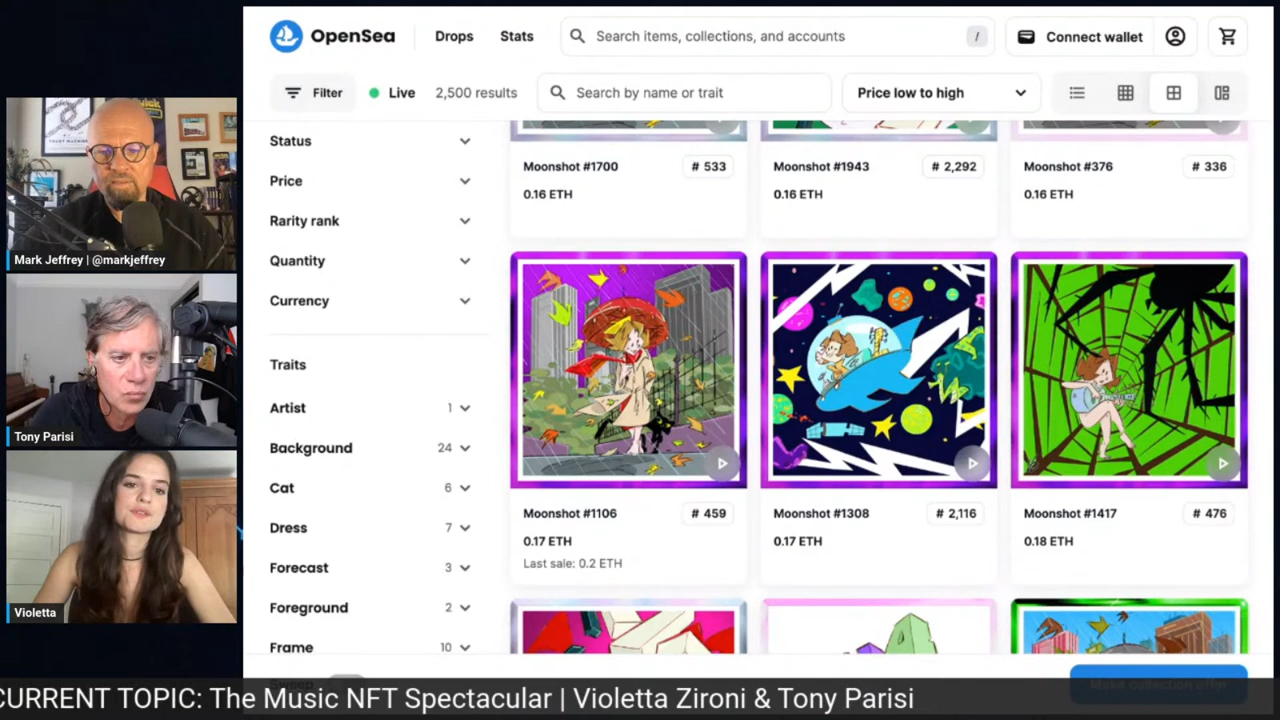 OpenSea
Drops
Stats
Search items, collections, and accounts
/
Connect wallet
Filter
Live
2,500 results
Search by name or trait
Price low to high
Status
Price
Rarity rank
Quantity
Currency
Traits
Artist 1
Background 24
Cat 6
Dress 7
Forecast 3
Foreground 2
Frame 10
Moonshot #1700 # 533
0.16 ETH
Moonshot #1943 # 2,292
0.16 ETH
Moonshot #376 # 336
0.16 ETH
Moonshot #1106 # 459
0.17 ETH
Last sale: 0.2 ETH
Moonshot #1308 # 2,116
0.17 ETH
Moonshot #1417 # 476
0.18 ETH
Make collection offer
TRUST MACHINE
Mark Jeffrey | @markjeffrey
Tony Parisi
Violetta
CURRENT TOPIC: The Music NFT Spectacular | Violetta Zironi & Tony Parisi